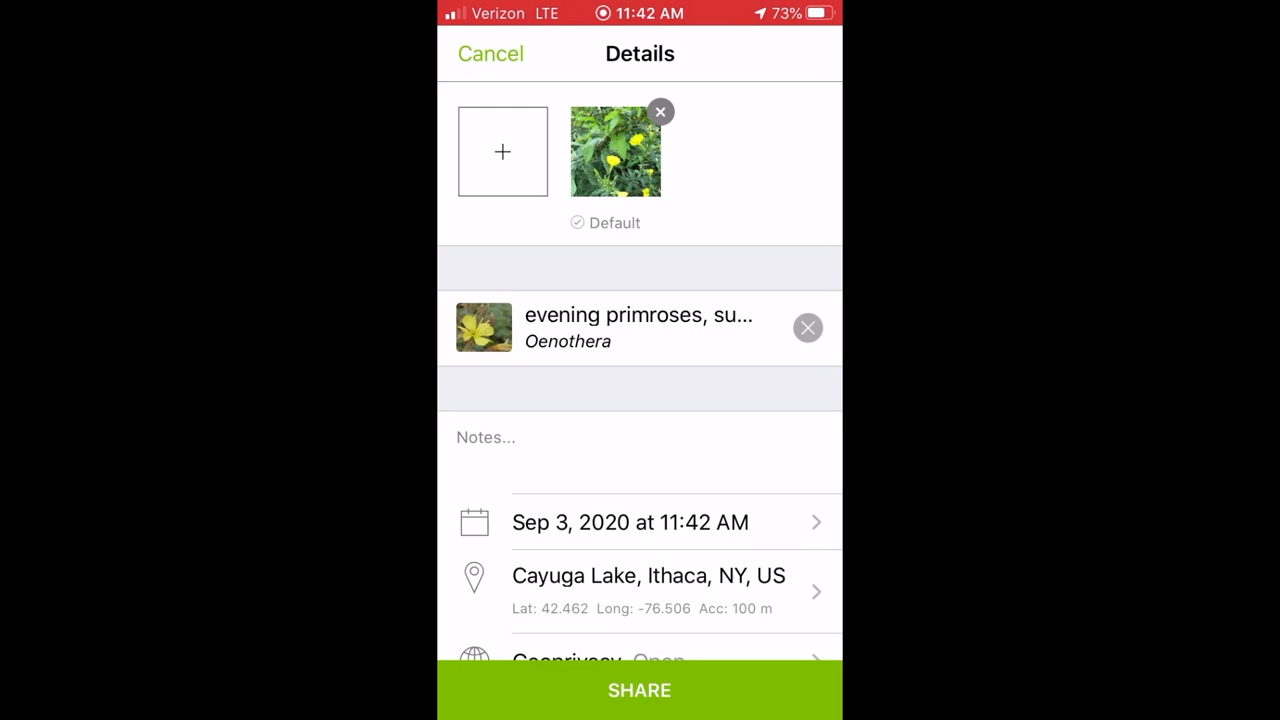 Verizon LTE 11:42 AM 73%
Cancel Details
Default
evening primroses, su...
Oenothera
Notes...
Sep 3, 2020 at 11:42 AM
Cayuga Lake, Ithaca, NY, US
Lat: 42.462 Long: -76.506 Acc: 100 m
Geoprivacy Open
SHARE